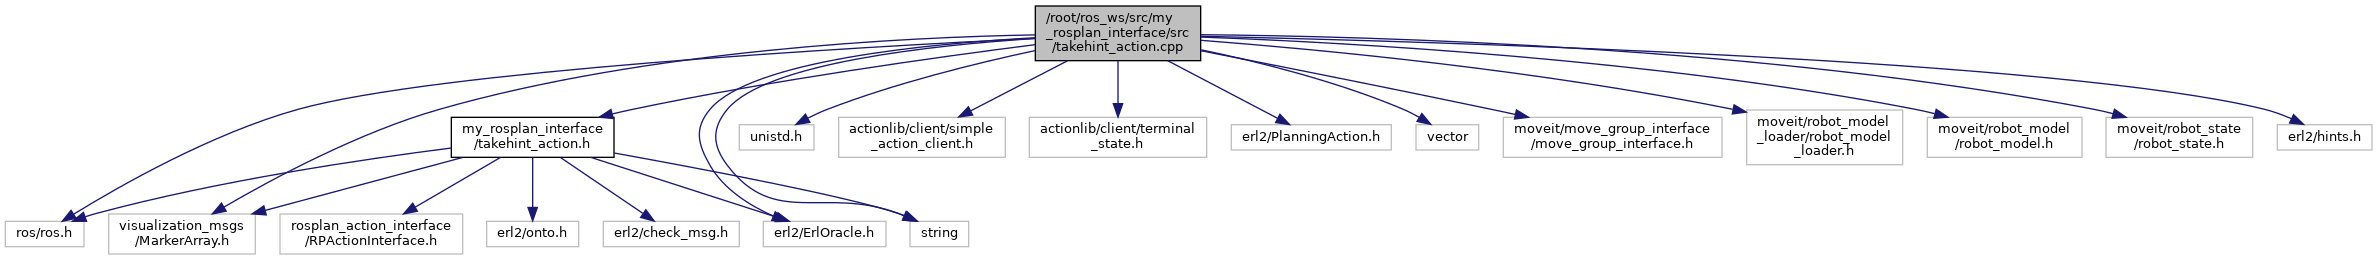 /root/ros_ws/src/my
_rosplan_interface/src
/takehint_action.cpp
my_rosplan_interface
/takehint_action.h
unistd.h
actionlib/client/simple
_action_client.h
actionlib/client/terminal
_state.h
erl2/PlanningAction.h
vector
moveit/move_group_interface
/move_group_interface.h
moveit/robot_model
_loader/robot_model
_loader.h
moveit/robot_model
/robot_model.h
moveit/robot_state
/robot_state.h
erl2/hints.h
ros/ros.h
visualization_msgs
/MarkerArray.h
rosplan_action_interface
/RPActionInterface.h
erl2/onto.h
erl2/check_msg.h
erl2/ErlOracle.h
string